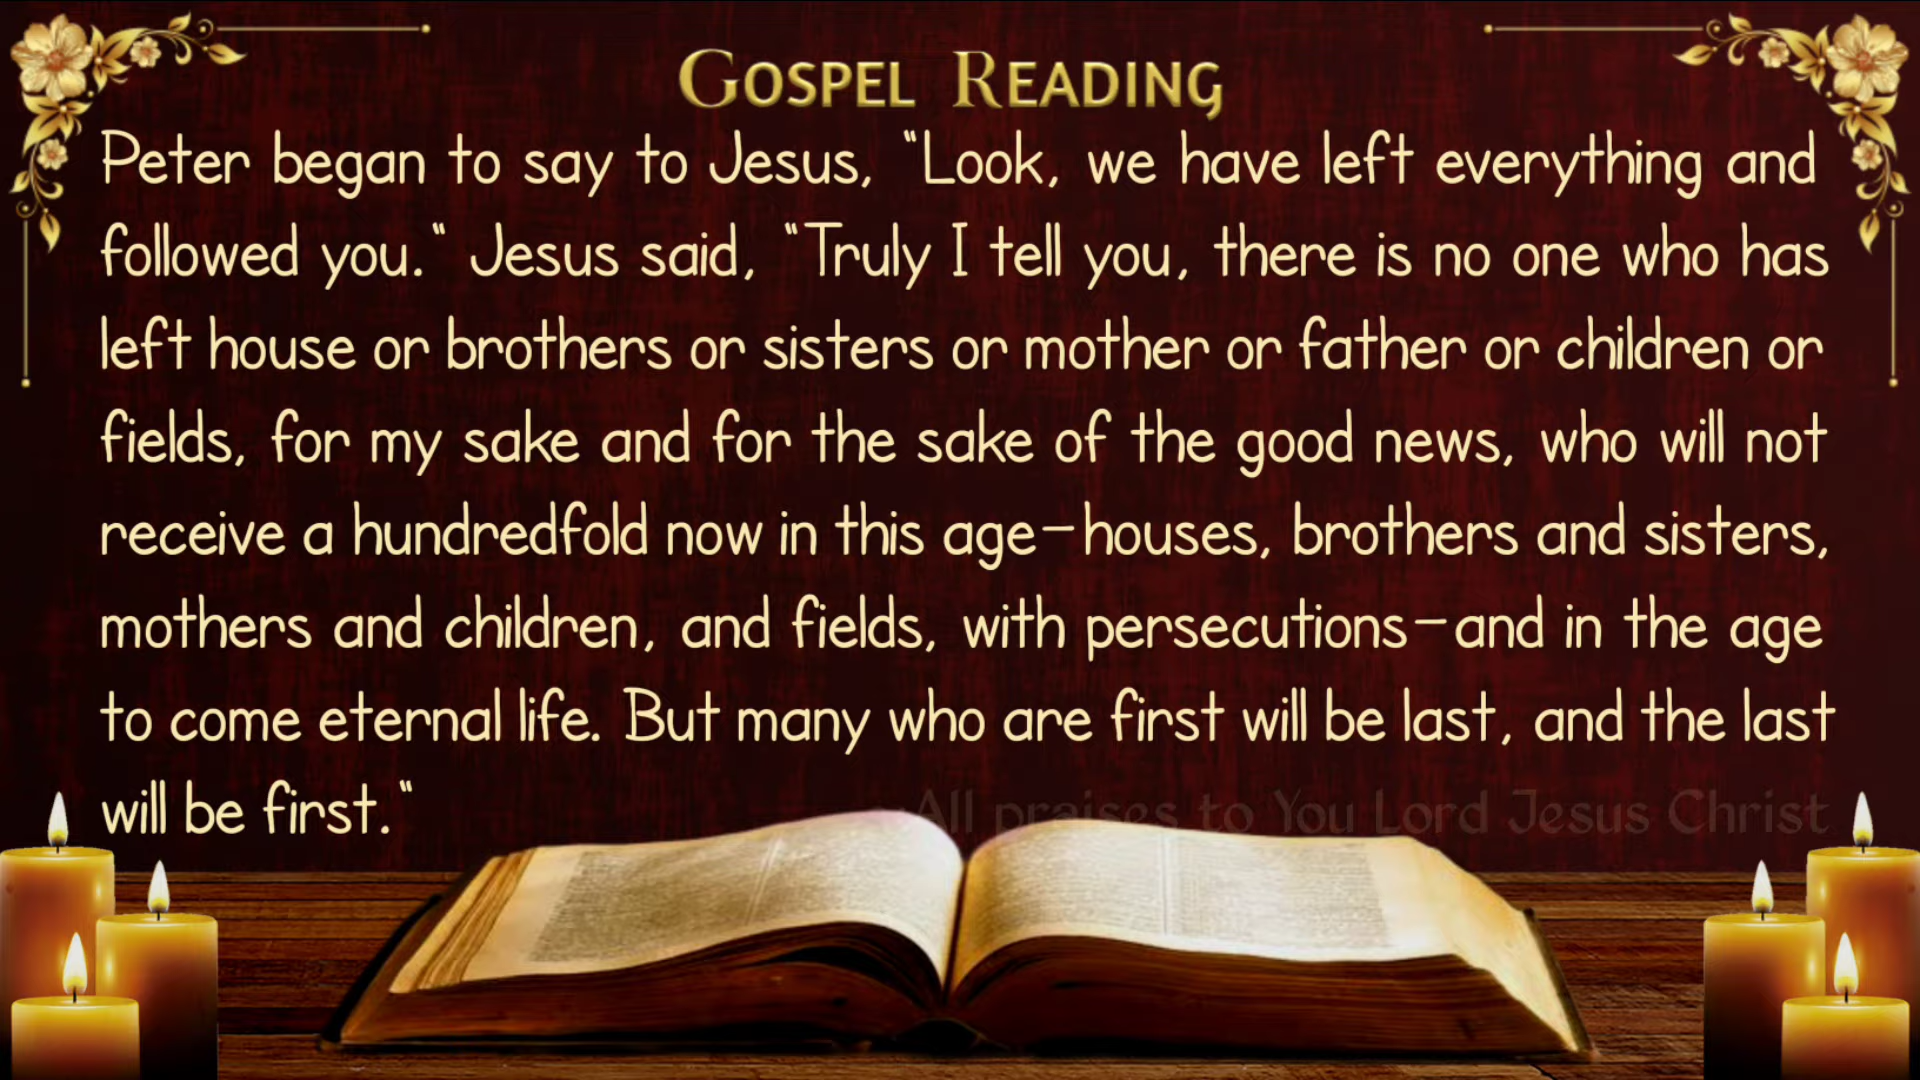 Gospel Reading
Peter began to say to Jesus, "Look, we have left everything and
followed you." Jesus said, "Truly I tell you, there is no one who has
left house or brothers or sisters or mother or father or children or
fields, for my sake and for the sake of the good news, who will not
receive a hundredfold now in this age—houses, brothers and sisters,
mothers and children, and fields, with persecutions—and in the age
to come eternal life. But many who are first will be last, and the last
will be first."
All praises to You Lord Jesus Christ